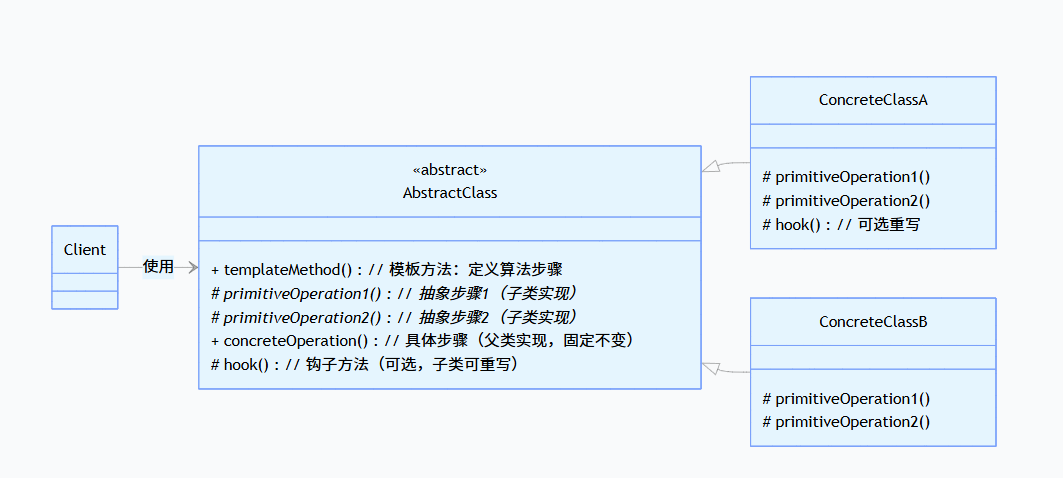 Client
使用
«abstract»
AbstractClass
+ templateMethod() : // 模板方法：定义算法步骤
# primitiveOperation1() : // 抽象步骤1（子类实现）
# primitiveOperation2() : // 抽象步骤2（子类实现）
+ concreteOperation() : // 具体步骤（父类实现，固定不变）
# hook() : // 钩子方法（可选，子类可重写）
ConcreteClassA
# primitiveOperation1()
# primitiveOperation2()
# hook() : // 可选重写
ConcreteClassB
# primitiveOperation1()
# primitiveOperation2()